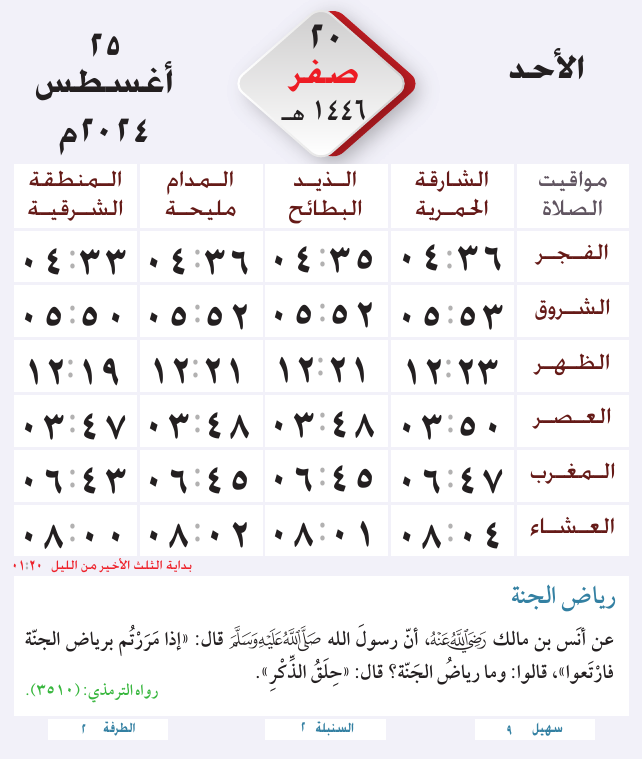 الأحد
٢٠
صفر
١٤٤٦ هـ
٢٥
أغسطس
٢٠٢٤م
مواقيت الصلاة | الشارقة الحمرية | الذيد البطائح | المدام مليحة | المنطقة الشرقية
الفجر ٠٤:٣٦ ٠٤:٣٥ ٠٤:٣٦ ٠٤:٣٣
الشروق ٠٥:٥٣ ٠٥:٥٢ ٠٥:٥٢ ٠٥:٥٠
الظهر ١٢:٢٣ ١٢:٢١ ١٢:٢١ ١٢:١٩
العصر ٠٣:٥٠ ٠٣:٤٨ ٠٣:٤٨ ٠٣:٤٧
المغرب ٠٦:٤٧ ٠٦:٤٥ ٠٦:٤٥ ٠٦:٤٣
العشاء ٠٨:٠٤ ٠٨:٠١ ٠٨:٠٢ ٠٨:٠٠
بداية الثلث الأخير من الليل ٠١:٢٠
رياض الجنة
عن أنَس بن مالك رَضِيَ اللَّهُ عَنْهُ، أنّ رسولَ الله صَلَّى اللَّهُ عَلَيْهِ وَسَلَّمَ قال: «إذا مَرَرْتُم برياض الجنّة
فارْتَعوا»، قالوا: وما رياضُ الجَنّة؟ قال: «حِلَقُ الذِّكْرِ».
رواه الترمذي: (٣٥١٠).
سهيل ٩
السنبلة ٢
الطرفة ٢